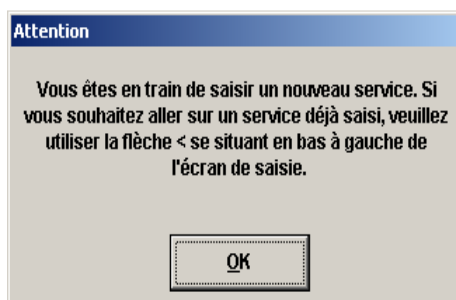 Attention
Vous êtes en train de saisir un nouveau service. Si
vous souhaitez aller sur un service déjà saisi, veuillez
utiliser la flèche < se situant en bas à gauche de
l'écran de saisie.
OK